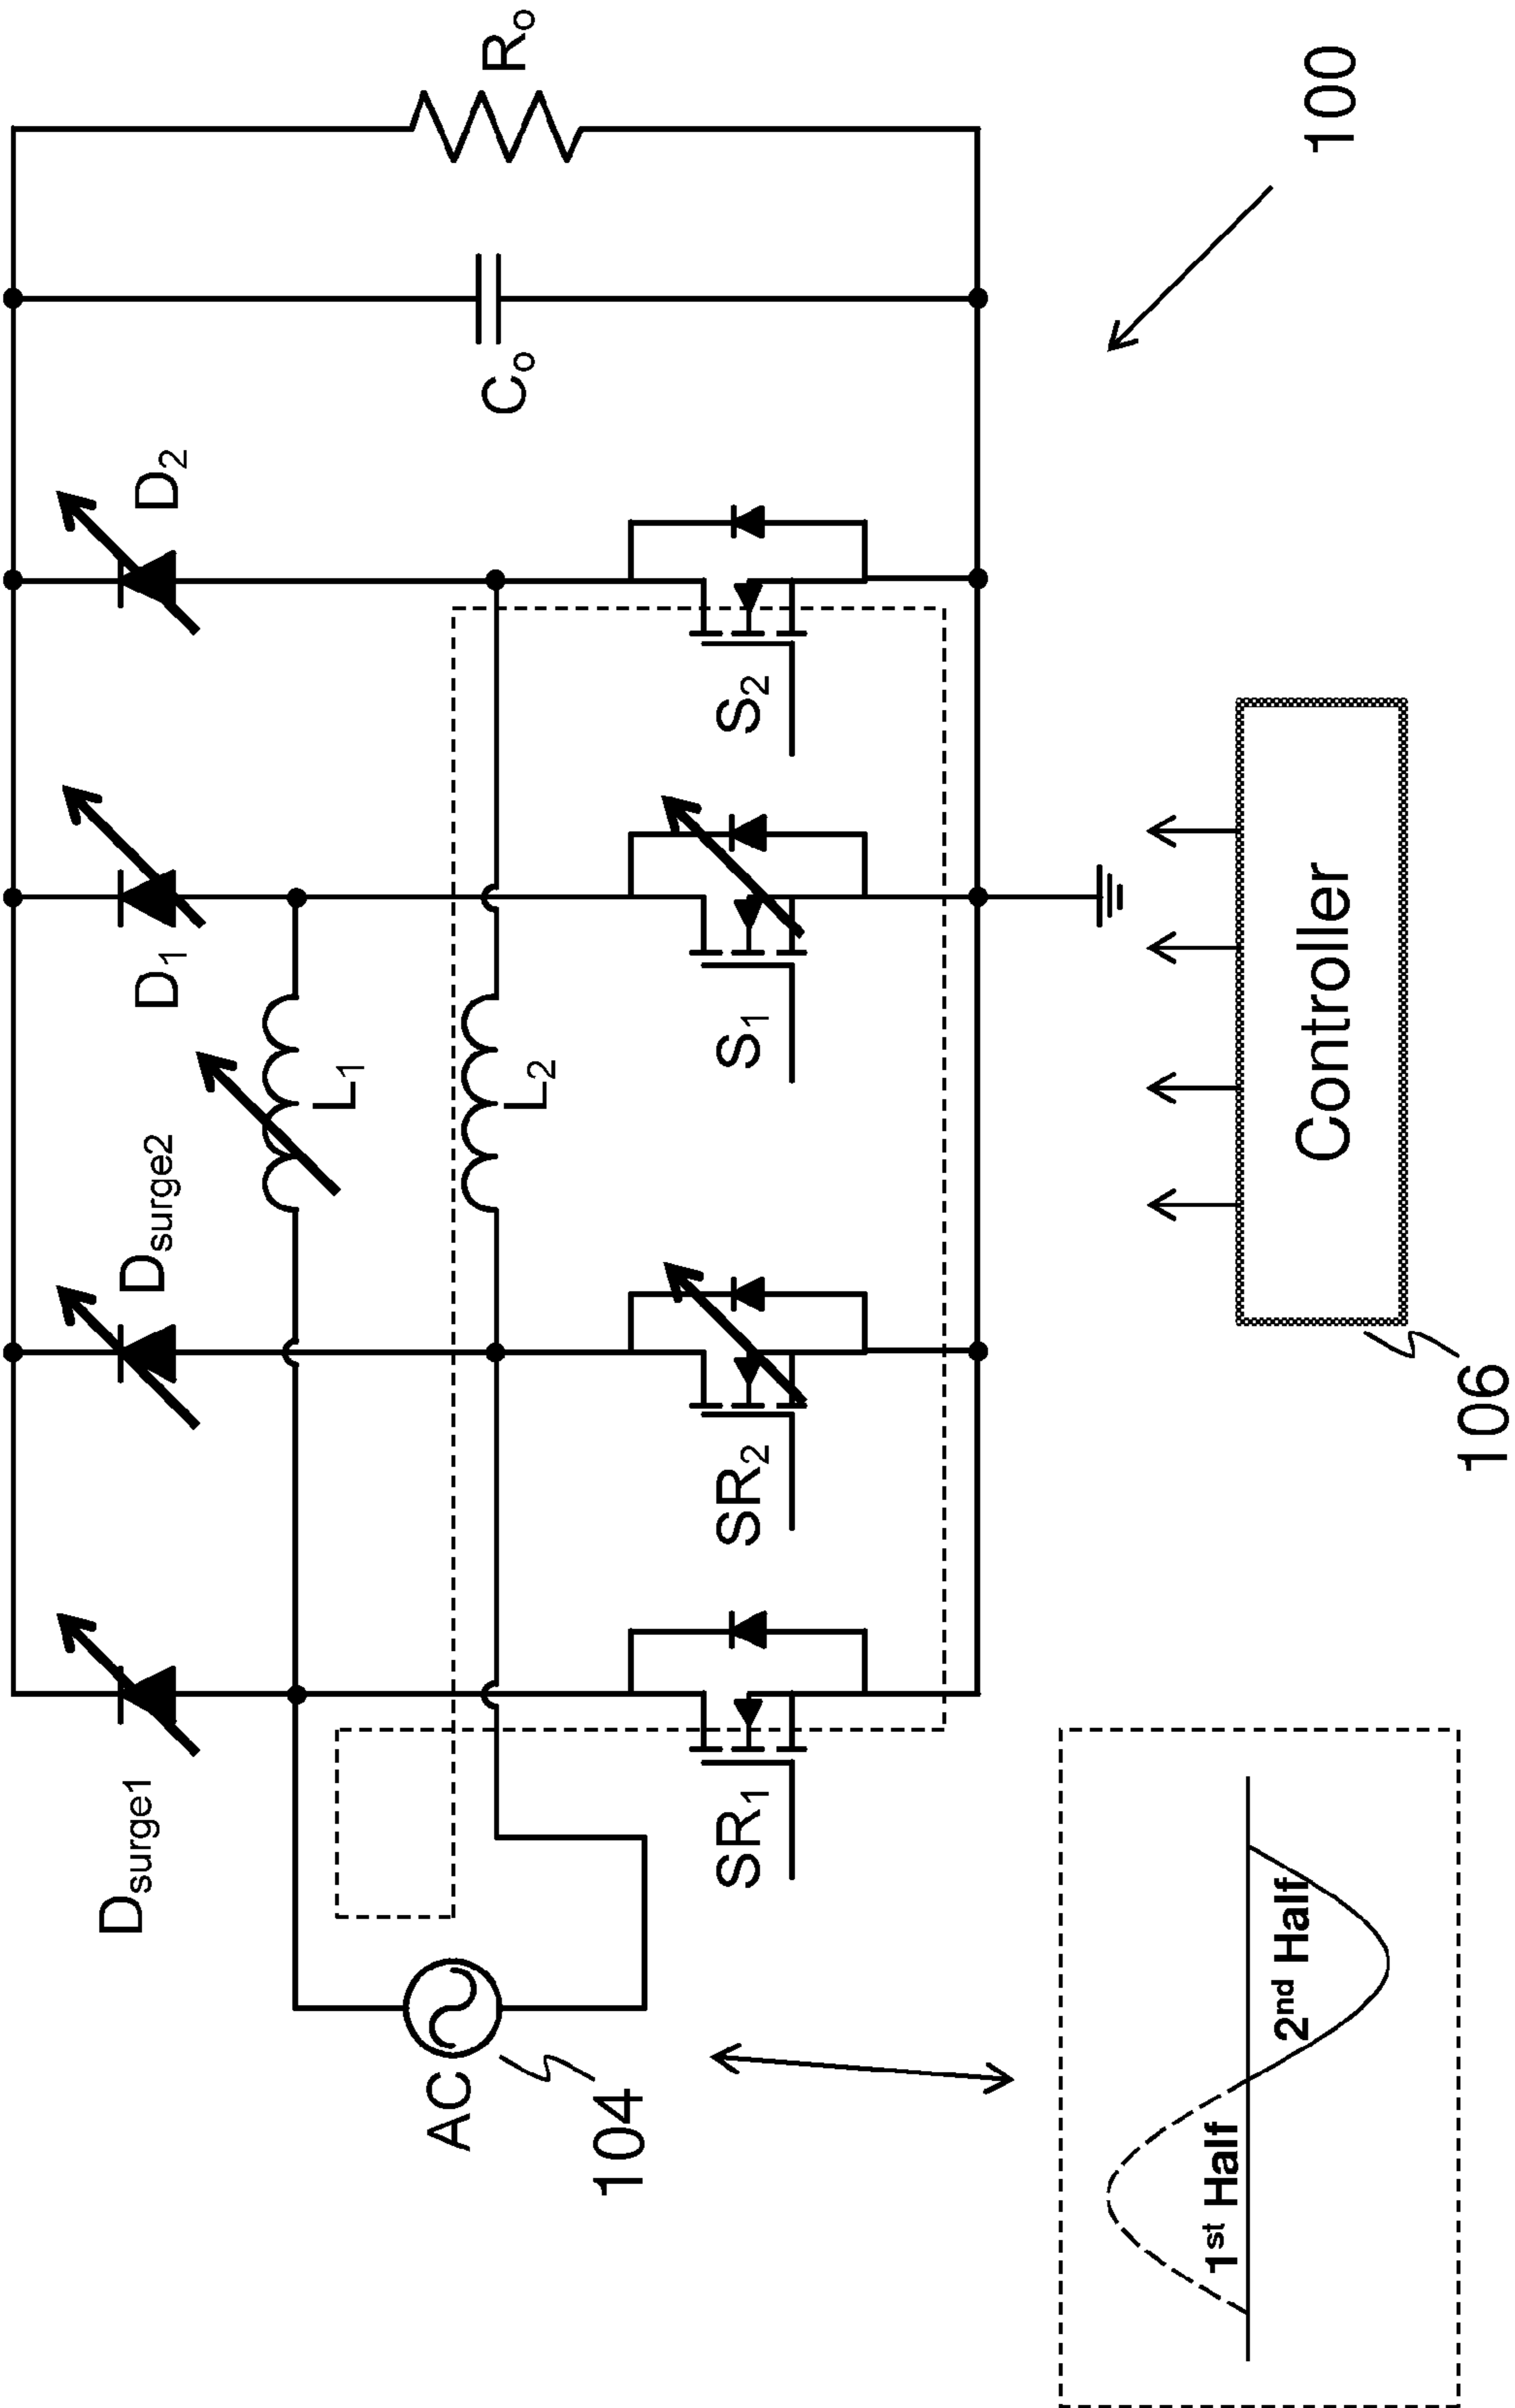 Dsurge1
Dsurge2
D1
D2
L1
L2
Co
Ro
AC
104
SR1
SR2
S1
S2
1st Half
2nd Half
Controller
106
100